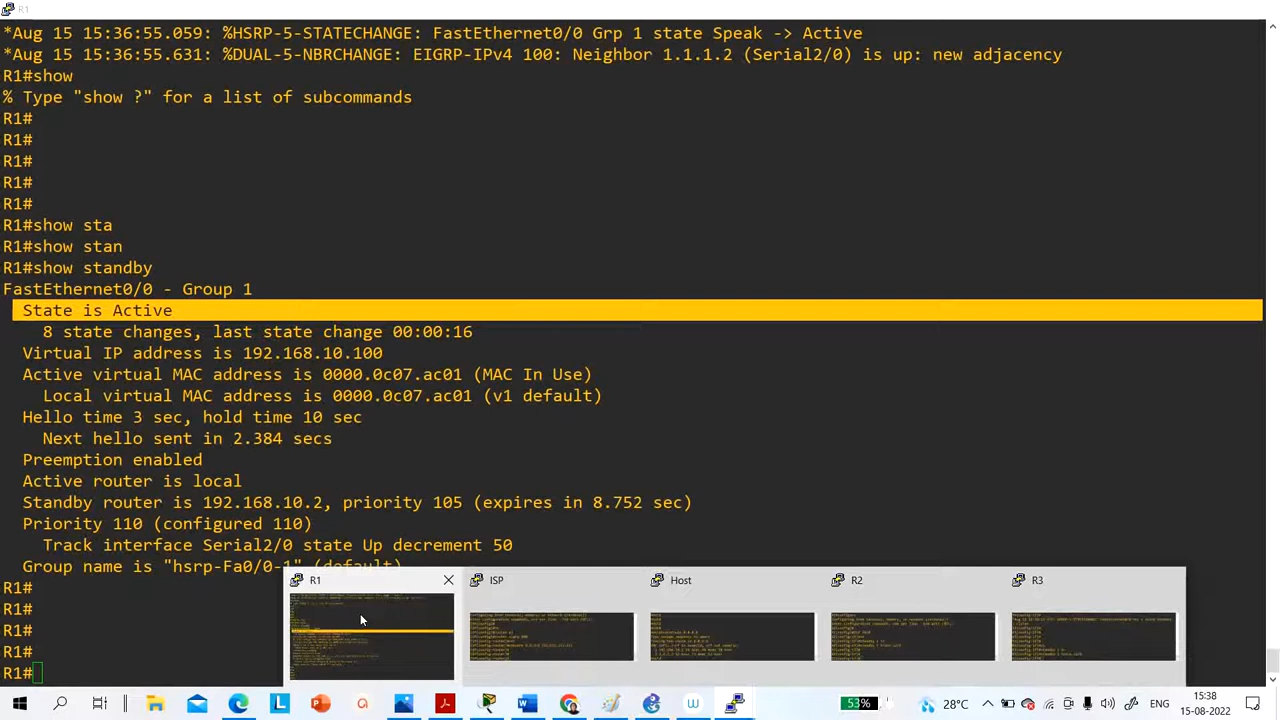 R1
*Aug 15 15:36:55.059: %HSRP-5-STATECHANGE: FastEthernet0/0 Grp 1 state Speak -> Active
*Aug 15 15:36:55.631: %DUAL-5-NBRCHANGE: EIGRP-IPv4 100: Neighbor 1.1.1.2 (Serial2/0) is up: new adjacency
R1#show
% Type "show ?" for a list of subcommands
R1#
R1#
R1#
R1#
R1#
R1#show sta
R1#show stan
R1#show standby
FastEthernet0/0 - Group 1
State is Active
8 state changes, last state change 00:00:16
Virtual IP address is 192.168.10.100
Active virtual MAC address is 0000.0c07.ac01 (MAC In Use)
Local virtual MAC address is 0000.0c07.ac01 (v1 default)
Hello time 3 sec, hold time 10 sec
Next hello sent in 2.384 secs
Preemption enabled
Active router is local
Standby router is 192.168.10.2, priority 105 (expires in 8.752 sec)
Priority 110 (configured 110)
Track interface Serial2/0 state Up decrement 50
Group name is "hsrp-Fa0/0-1" (default)
R1#
R1#
R1#
R1#
R1#
R1
ISP
Host
R2
R3
53%
28°C
ENG
15:38
15-08-2022